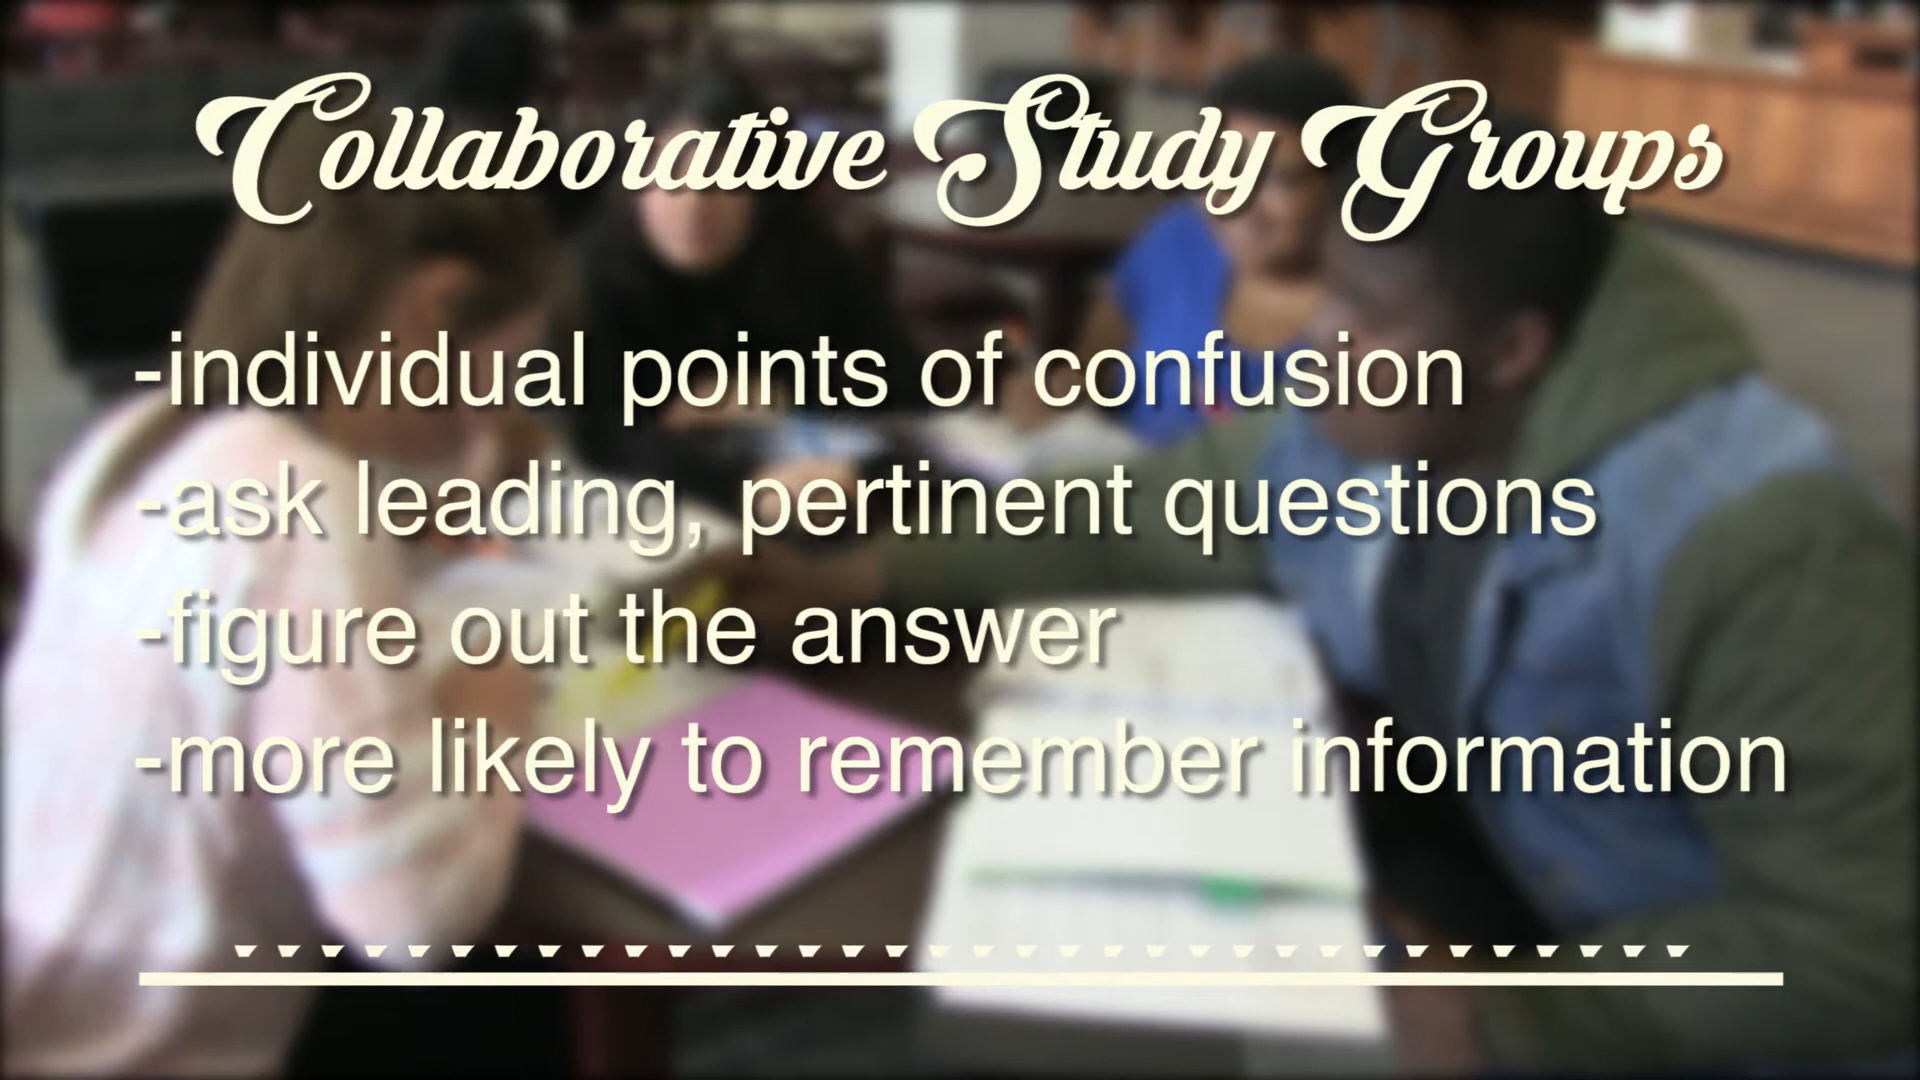 Collaborative Study Groups
-individual points of confusion
-ask leading, pertinent questions
-figure out the answer
-more likely to remember information